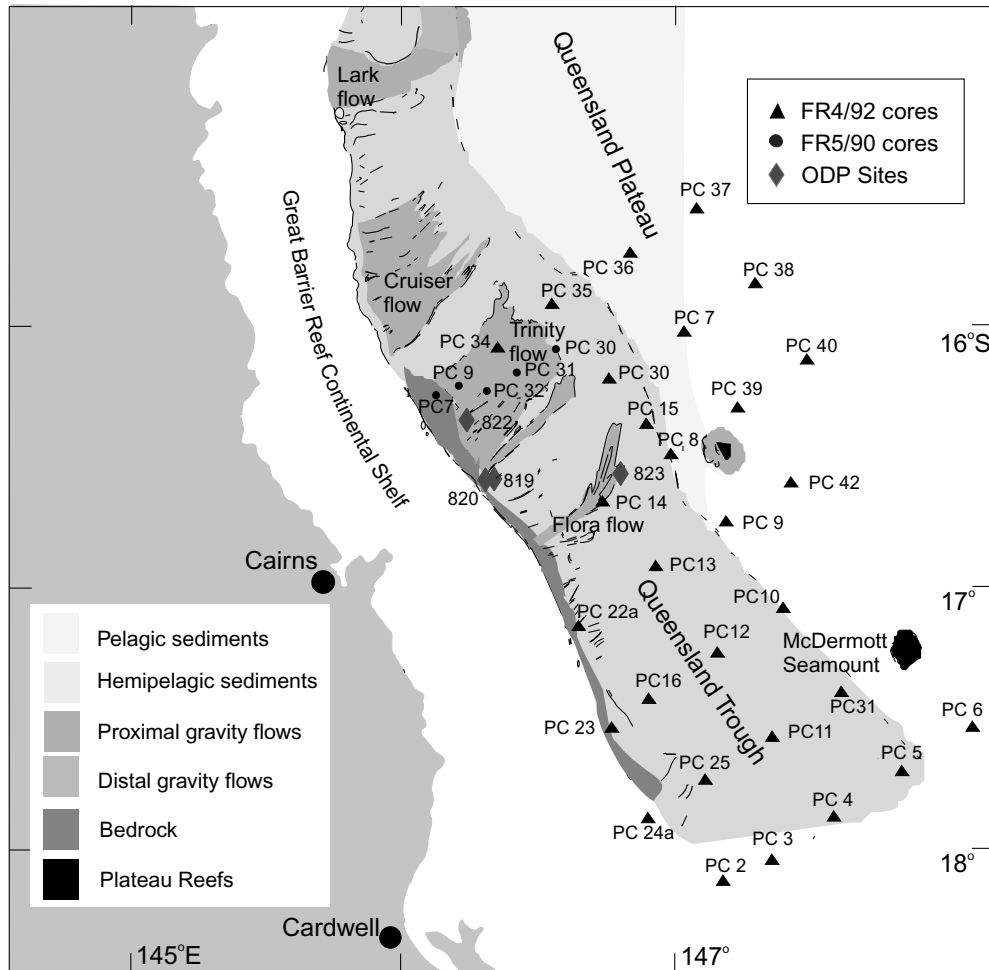 Lark
flow
Queensland Plateau
FR4/92 cores
FR5/90 cores
ODP Sites
PC 37
PC 36
PC 38
Great Barrier Reef Continental Shelf
Cruiser
flow
PC 35
PC 7
Trinity
flow
PC 34
PC 30
16°S
PC 40
PC 9
PC 31
PC 30
PC7
PC 32
PC 39
822
PC 15
PC 8
819
823
820
PC 42
PC 14
Flora flow
PC 9
Cairns
PC13
17°
PC 22a
PC10
Queensland Trough
PC12
McDermott
Seamount
PC16
PC31
PC 6
PC 23
PC11
PC 5
PC 25
PC 4
PC 24a
PC 3
18°
PC 2
Pelagic sediments
Hemipelagic sediments
Proximal gravity flows
Distal gravity flows
Bedrock
Plateau Reefs
Cardwell
145°E
147°